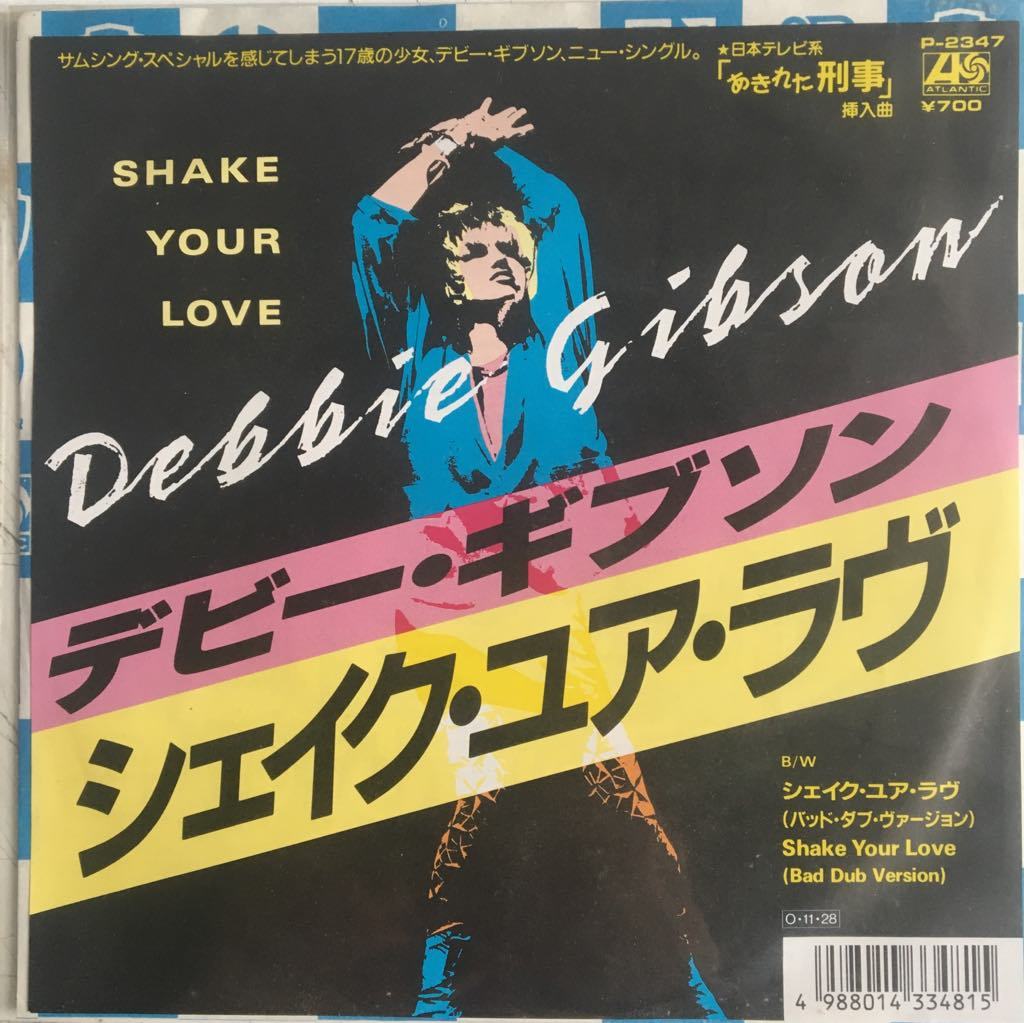 サムシング・スペシャルを感じてしまう17歳の少女、デビー・ギブソン、ニュー・シングル。
★日本テレビ系
「あきれた刑事」
挿入曲
P-2347
ATLANTIC
¥700
SHAKE
YOUR
LOVE
Debbie Gibson
デビー・ギブソン
シェイク・ユア・ラヴ
B/W
シェイク・ユア・ラヴ
(バッド・ダブ・ヴァージョン)
Shake Your Love
(Bad Dub Version)
O・11・28
4 988014 334815